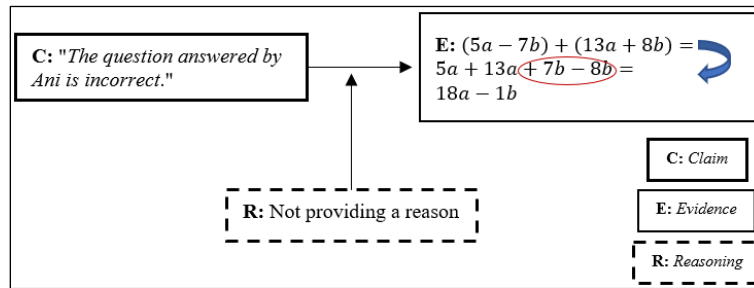 C: "The question answered by
Ani is incorrect."
E: (5a − 7b) + (13a + 8b) =
5a + 13a + 7b − 8b =
18a − 1b
R: Not providing a reason
C: Claim
E: Evidence
R: Reasoning